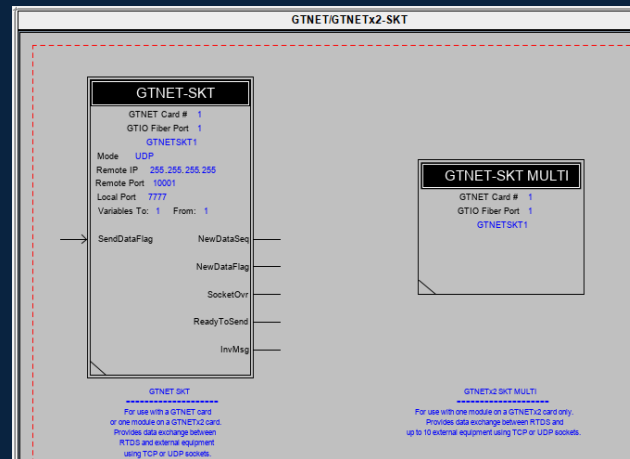 GTNET/GTNETx2-SKT
GTNET-SKT
GTNET Card # 1
GTIO Fiber Port 1
GTNETSKT1
Mode UDP
Remote IP 255.255.255.255
Remote Port 10001
Local Port 7777
Variables To: 1 From: 1
SendDataFlag NewDataSeq
NewDataFlag
SocketOvr
ReadyToSend
InvMsg
GTNET SKT
--------------------
For use with a GTNET card
or one module on a GTNETx2 card.
Provides data exchange between
RTDS and external equipment
using TCP or UDP sockets.
GTNET-SKT MULTI
GTNET Card # 1
GTIO Fiber Port 1
GTNETSKT1
GTNETx2 SKT MULTI
--------------------
For use with one module on a GTNETx2 card only.
Provides data exchange between RTDS and
up to 10 external equipment using TCP or UDP sockets.